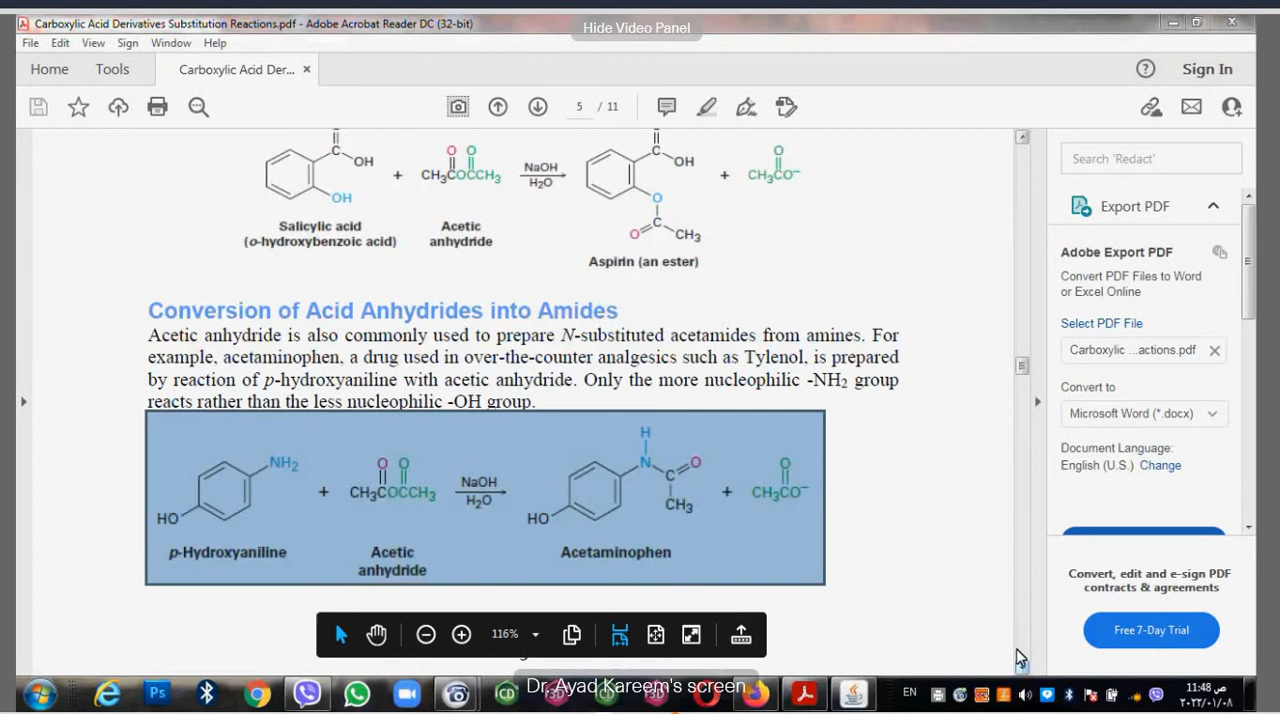 Hide Video Panel
Carboxylic Acid Derivatives Substitution Reactions.pdf - Adobe Acrobat Reader DC (32-bit)
File Edit View Sign Window Help
Home Tools Carboxylic Acid Der... × Sign In
5 / 11
Search 'Redact'
Export PDF
Adobe Export PDF
Convert PDF Files to Word
or Excel Online
Select PDF File
Carboxylic ...actions.pdf
Convert to
Microsoft Word (*.docx)
Document Language:
English (U.S.) Change
Convert, edit and e-sign PDF
contracts & agreements
Free 7-Day Trial
C OH + CH₃COCCH₃ NaOH C OH + CH₃CO⁻
O O H₂O O
OH O
C
O CH₃
Salicylic acid
(o-hydroxybenzoic acid)
Acetic
anhydride
Aspirin (an ester)
Conversion of Acid Anhydrides into Amides
Acetic anhydride is also commonly used to prepare N-substituted acetamides from amines. For
example, acetaminophen, a drug used in over-the-counter analgesics such as Tylenol, is prepared
by reaction of p-hydroxyaniline with acetic anhydride. Only the more nucleophilic -NH₂ group
reacts rather than the less nucleophilic -OH group.
H
NH₂ O O N O O
HO + CH₃COCCH₃ NaOH HO C CH₃ + CH₃CO⁻
H₂O
p-Hydroxyaniline
Acetic
anhydride
Acetaminophen
116%
Dr. Ayad Kareem's screen
EN
11:48 ص
٢٠٢٢/٠١/٠٨